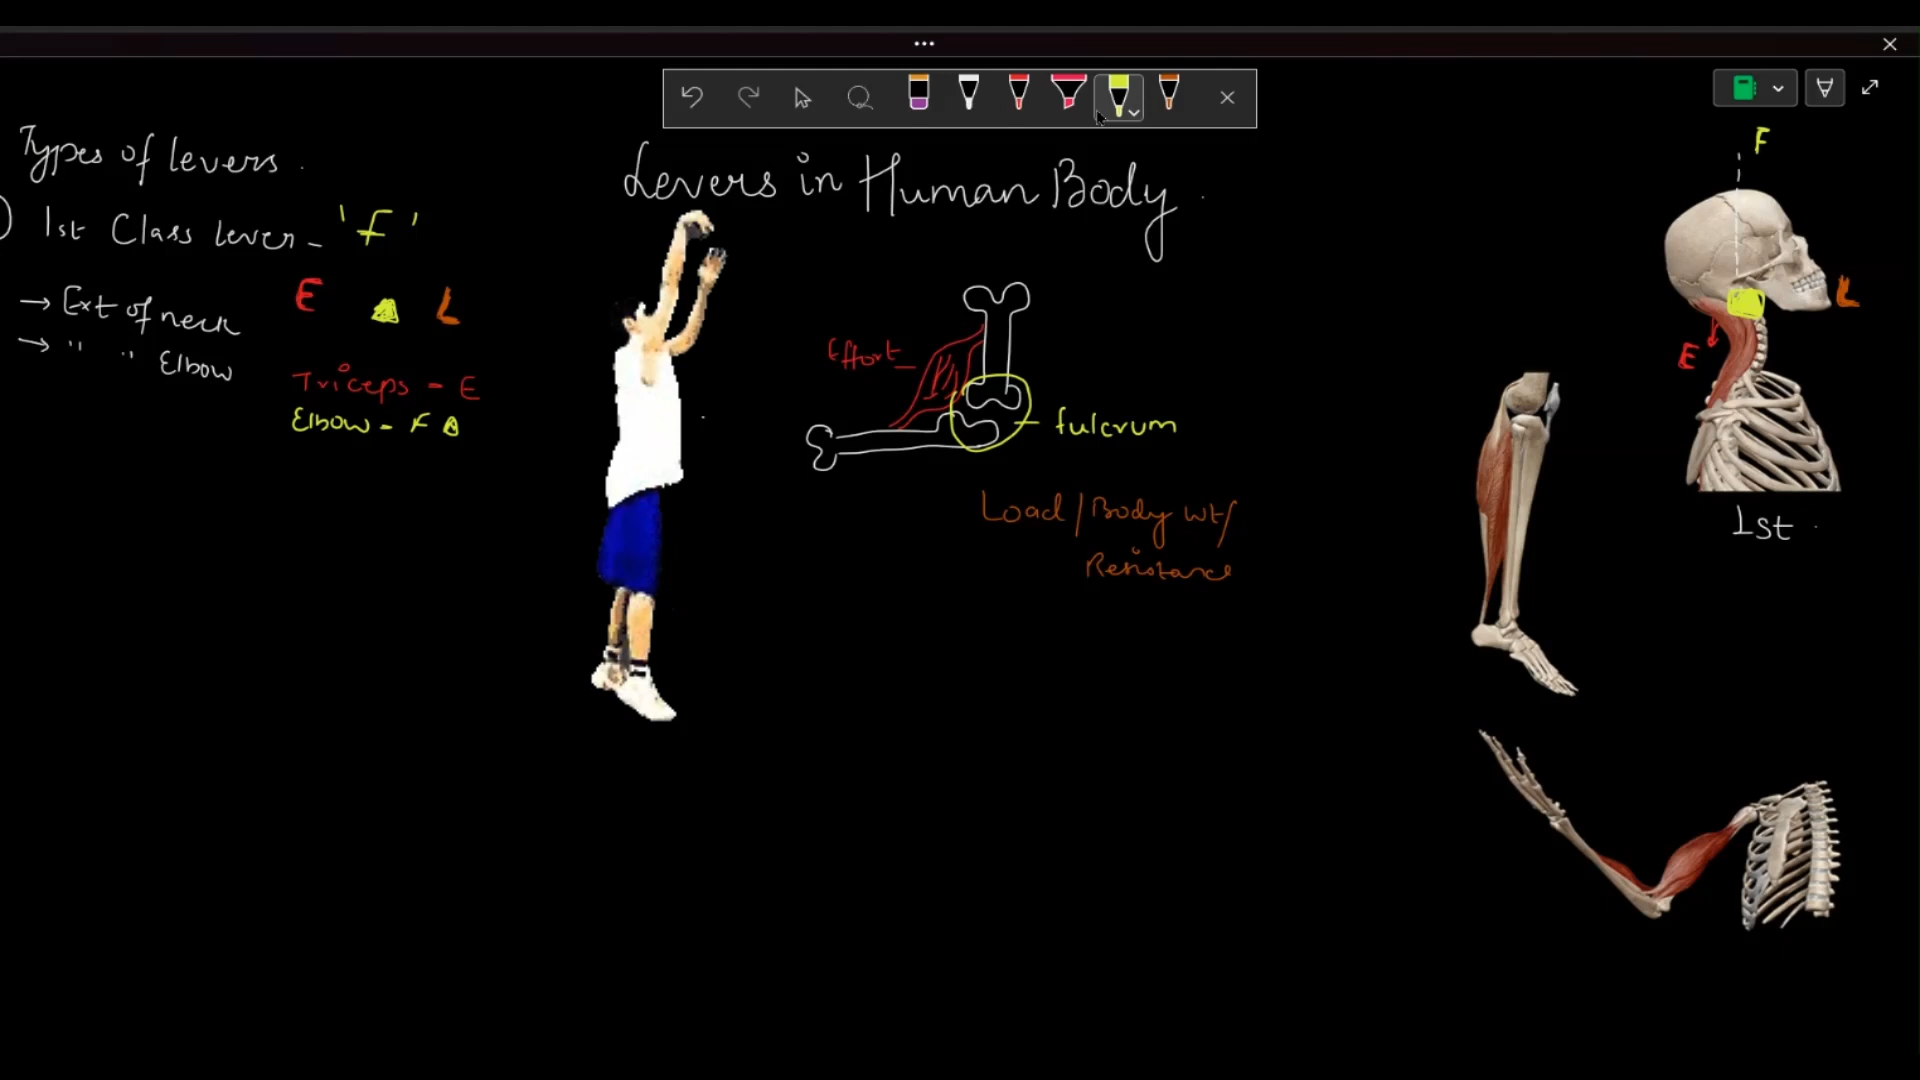 Types of levers.
) 1st Class lever - 'F'
→ Ext of neck
→ " " Elbow
E L
Triceps - E
Elbow - F
Levers in Human Body.
Effort
fulcrum
Load / Body wt /
Resistance
F
L
E
1st.